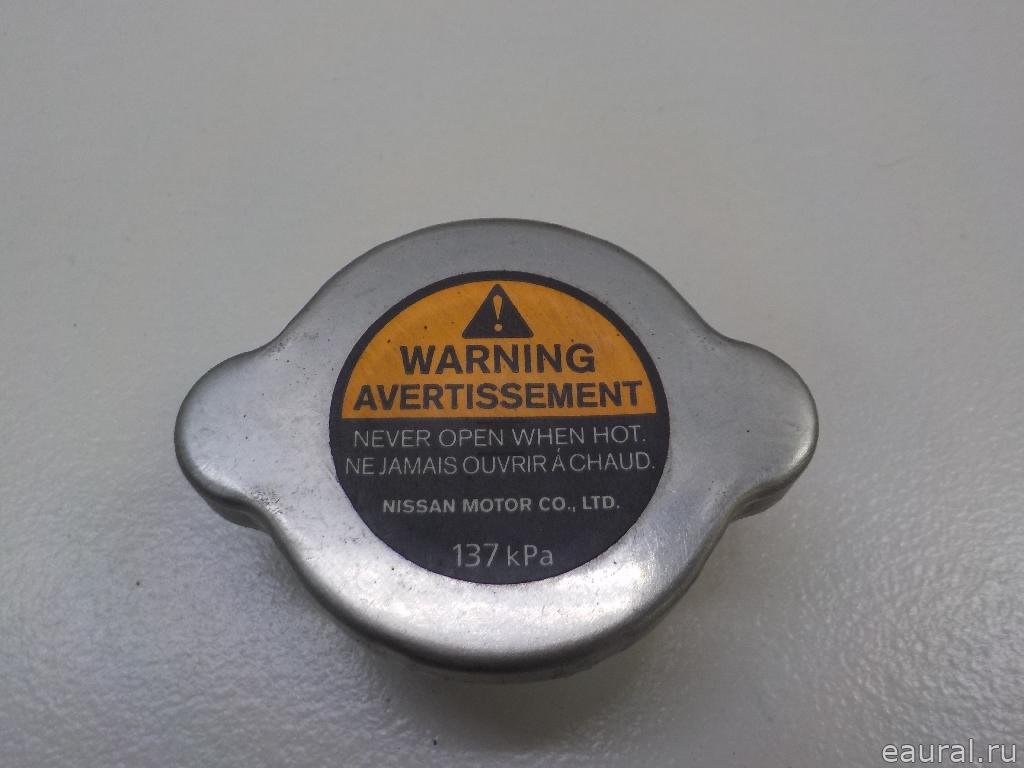 WARNING
AVERTISSEMENT
NEVER OPEN WHEN HOT.
NE JAMAIS OUVRIR Á CHAUD.
NISSAN MOTOR CO., LTD.
137 kPa
eaural.ru